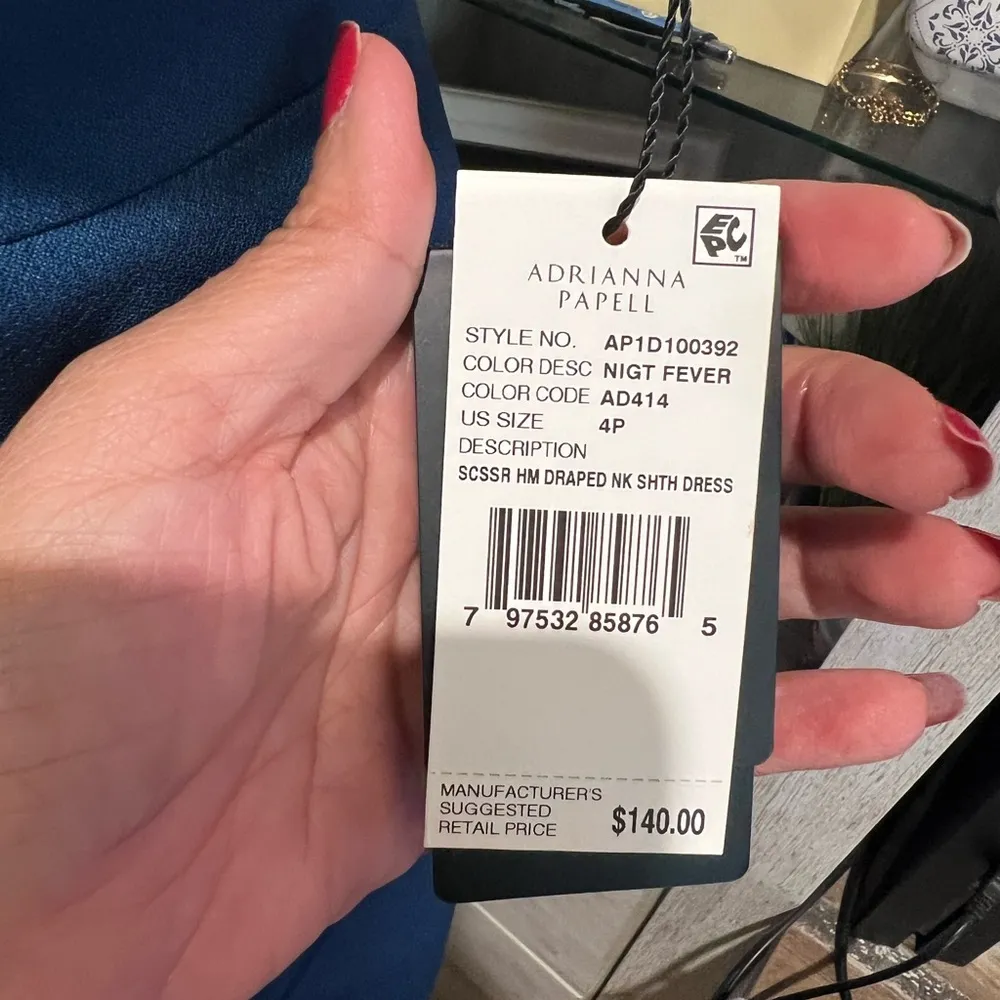 EPC™
ADRIANNA
PAPELL
STYLE NO. AP1D100392
COLOR DESC NIGT FEVER
COLOR CODE AD414
US SIZE 4P
DESCRIPTION
SCSSR HM DRAPED NK SHTH DRESS
7 97532 85876 5
MANUFACTURER'S
SUGGESTED
RETAIL PRICE $140.00